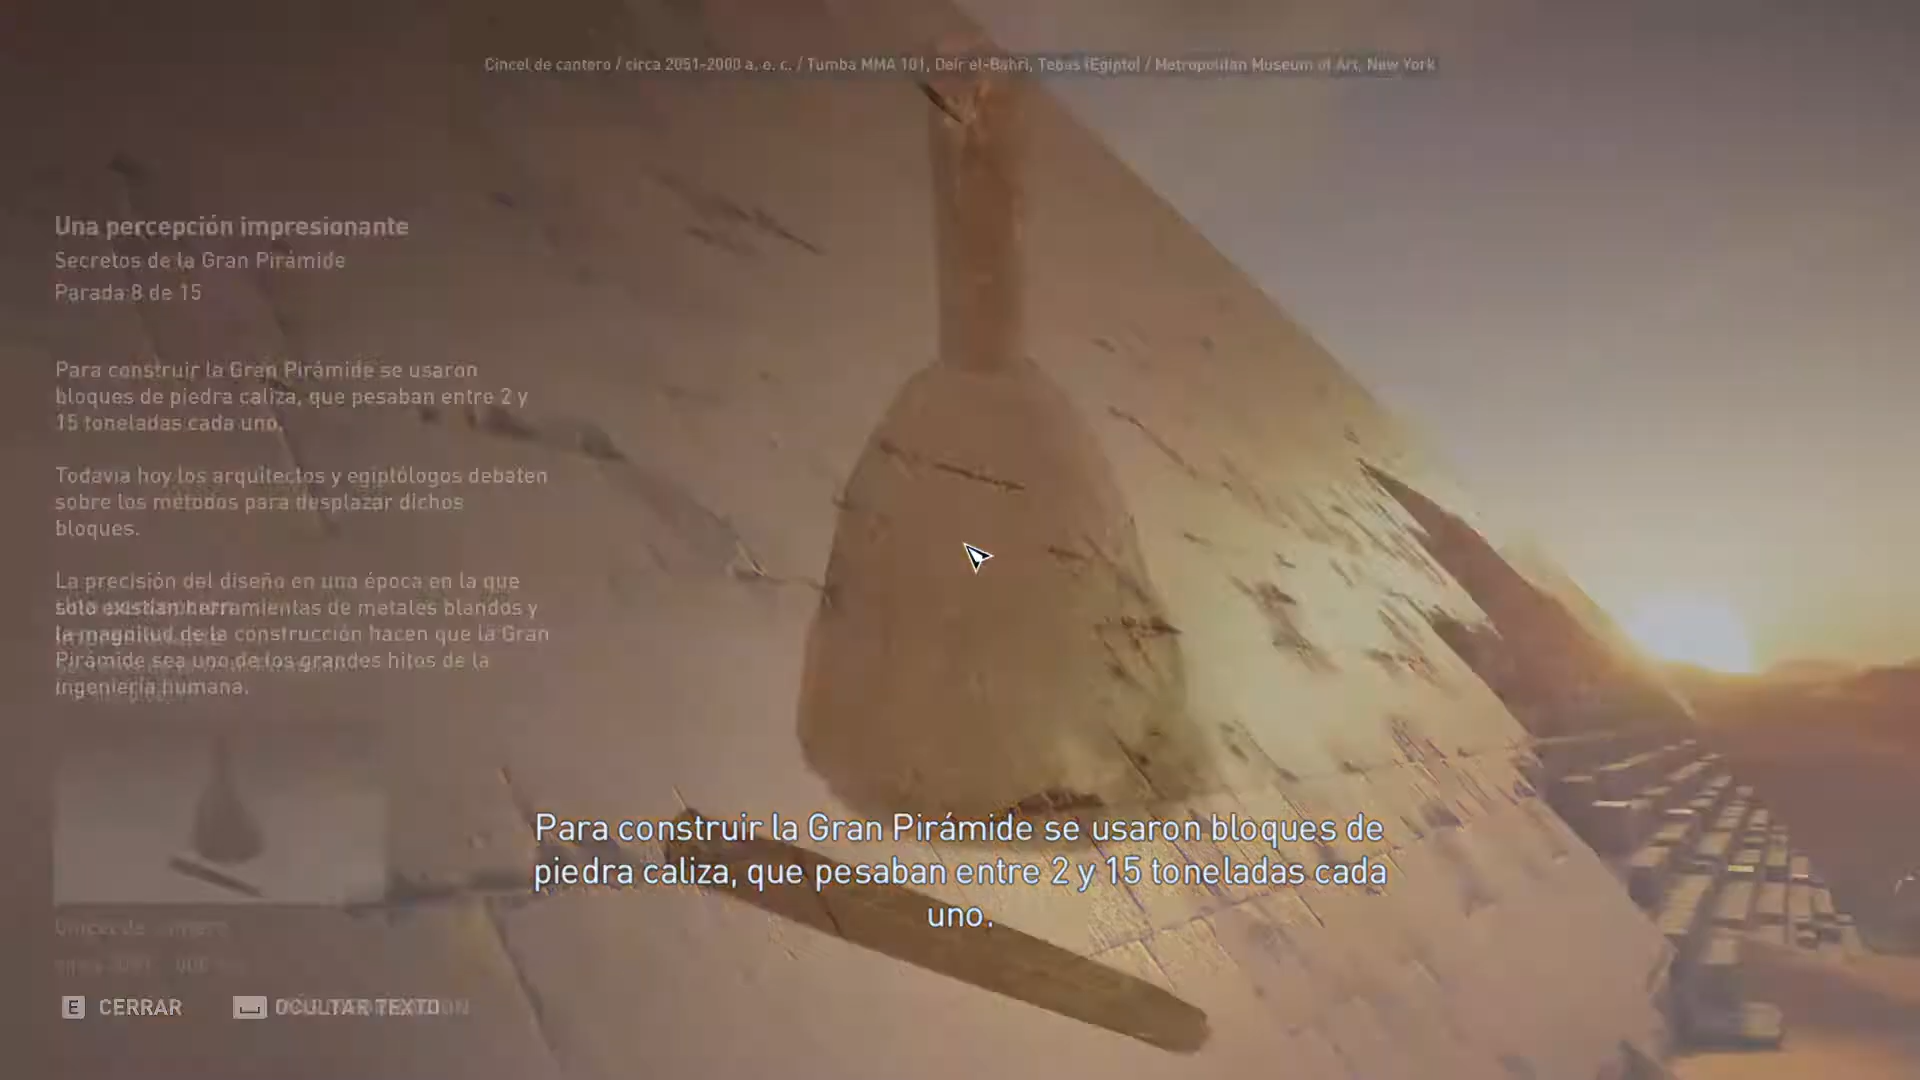 Cincel de cantero / circa 2051-2000 a. e. c. / Tumba MMA 101, Deir el-Bahri, Tebas (Egipto) / Metropolitan Museum of Art, New York
Una percepción impresionante
Secretos de la Gran Pirámide
Parada 8 de 15
Para construir la Gran Pirámide se usaron
bloques de piedra caliza, que pesaban entre 2 y
15 toneladas cada uno.
Todavía hoy los arquitectos y egiptólogos debaten
sobre los métodos para desplazar dichos
bloques.
La precisión del diseño en una época en la que
solo existían herramientas de metales blandos y
la magnitud de la construcción hacen que la Gran
Pirámide sea uno de los grandes hitos de la
ingeniería humana.
Para construir la Gran Pirámide se usaron bloques de
piedra caliza, que pesaban entre 2 y 15 toneladas cada
uno.
Cincel de cantero
E CERRAR
OCULTAR TEXTO